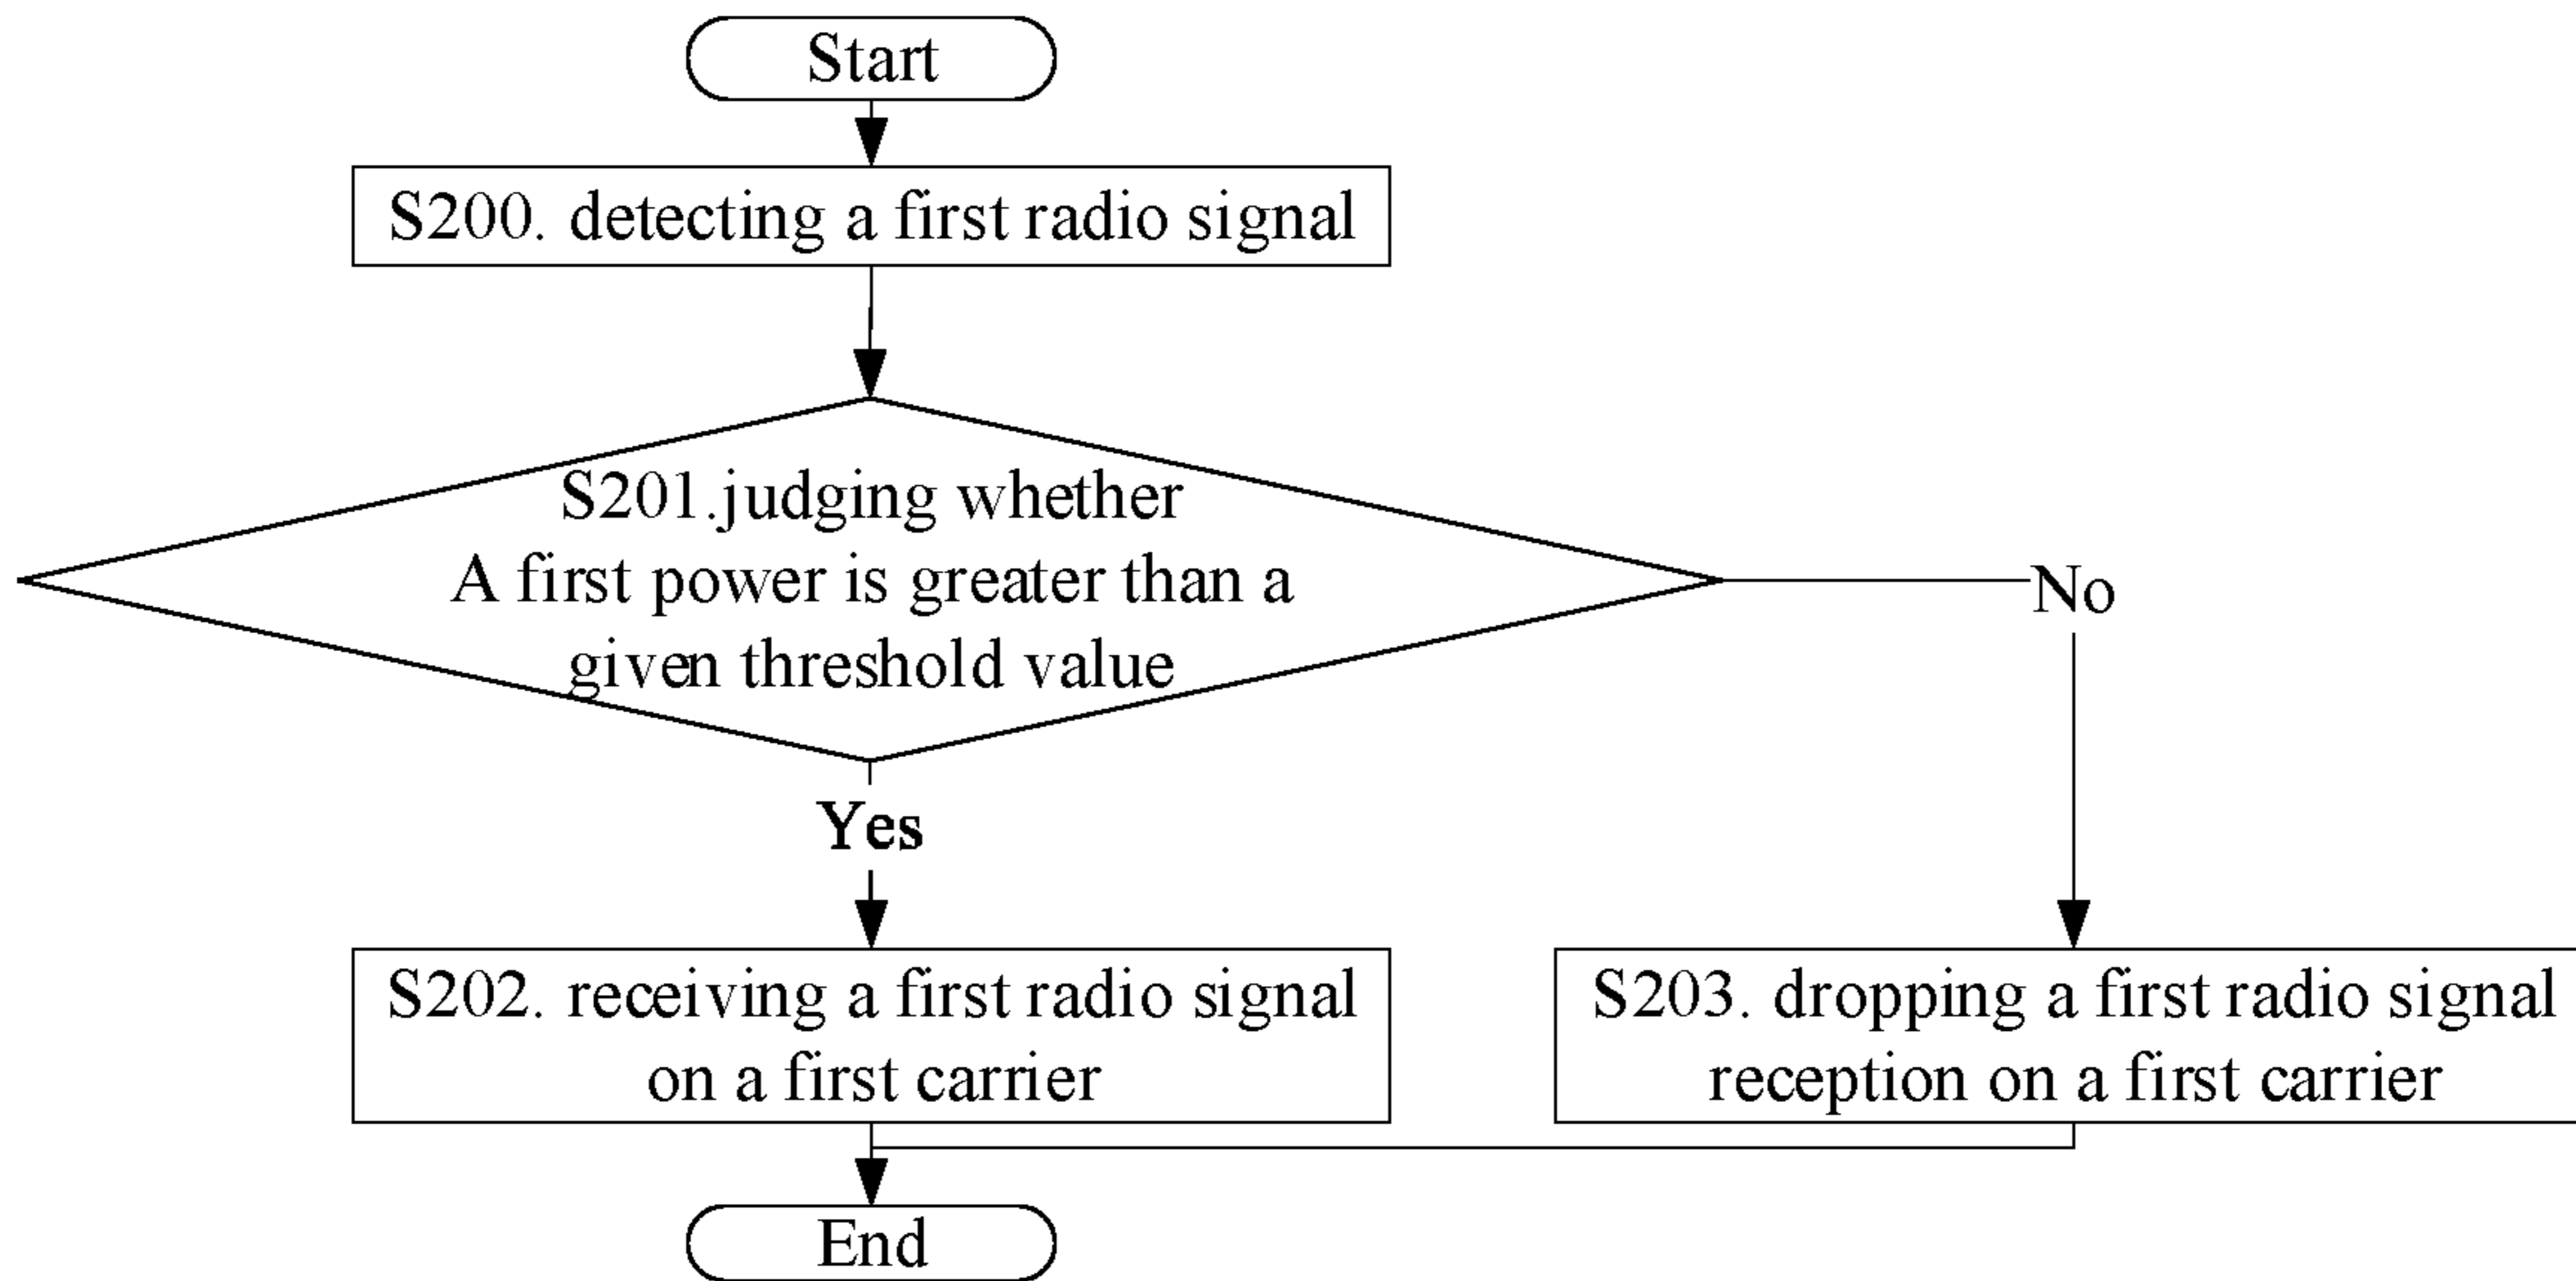 Start
S200. detecting a first radio signal
S201.judging whether
A first power is greater than a
given threshold value
No
Yes
S202. receiving a first radio signal
on a first carrier
S203. dropping a first radio signal
reception on a first carrier
End